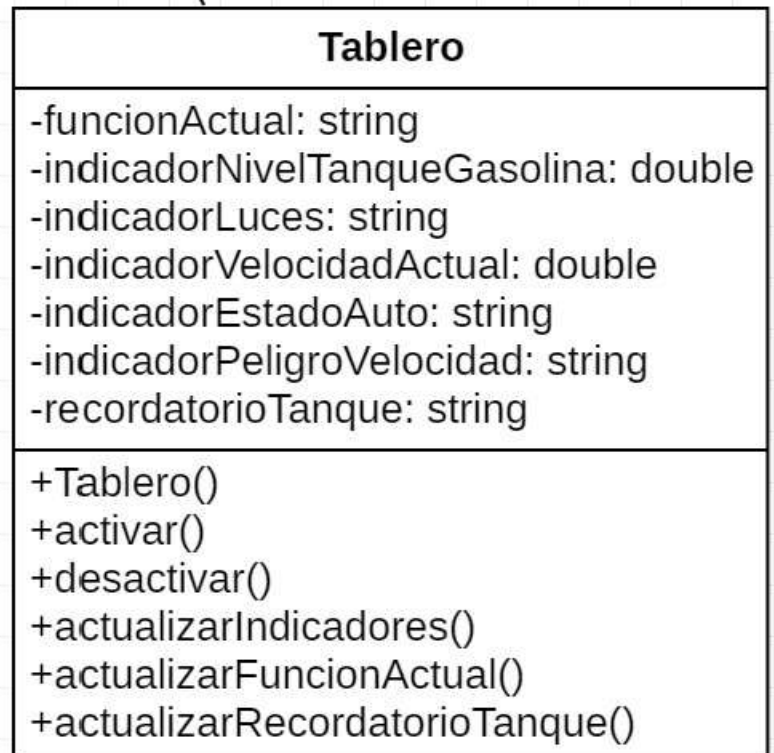 Tablero
-funcionActual: string
-indicadorNivelTanqueGasolina: double
-indicadorLuces: string
-indicadorVelocidadActual: double
-indicadorEstadoAuto: string
-indicadorPeligroVelocidad: string
-recordatorioTanque: string
+Tablero()
+activar()
+desactivar()
+actualizarIndicadores()
+actualizarFuncionActual()
+actualizarRecordatorioTanque()